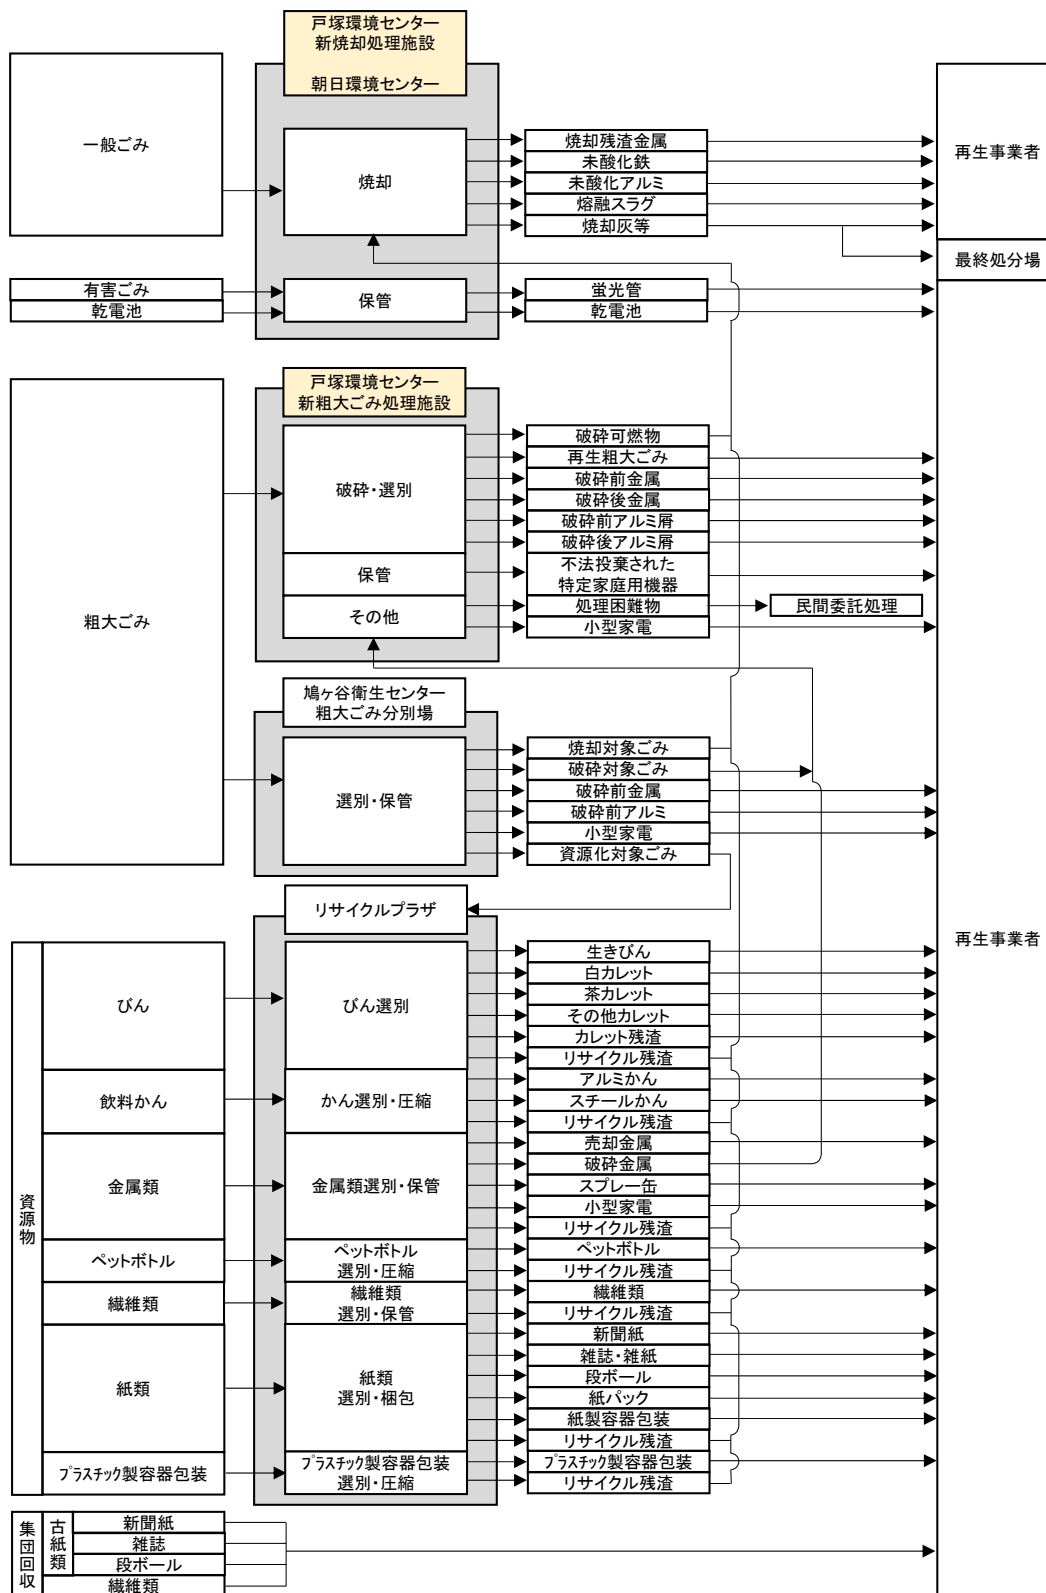 戸塚環境センター
新焼却処理施設
朝日環境センター
一般ごみ
焼却
焼却残渣金属
未酸化鉄
未酸化アルミ
熔融スラグ
焼却灰等
再生事業者
最終処分場
有害ごみ
乾電池
保管
蛍光管
乾電池
戸塚環境センター
新粗大ごみ処理施設
粗大ごみ
破砕・選別
保管
その他
破砕可燃物
再生粗大ごみ
破砕前金属
破砕後金属
破砕前アルミ屑
破砕後アルミ屑
不法投棄された
特定家庭用機器
処理困難物
小型家電
民間委託処理
鳩ヶ谷衛生センター
粗大ごみ分別場
選別・保管
焼却対象ごみ
破砕対象ごみ
破砕前金属
破砕前アルミ
小型家電
資源化対象ごみ
リサイクルプラザ
再生事業者
資源物
びん
びん選別
生きびん
白カレット
茶カレット
その他カレット
カレット残渣
リサイクル残渣
飲料かん
かん選別・圧縮
アルミかん
スチールかん
リサイクル残渣
金属類
金属類選別・保管
売却金属
破砕金属
スプレー缶
小型家電
リサイクル残渣
ペットボトル
ペットボトル
選別・圧縮
ペットボトル
リサイクル残渣
繊維類
繊維類
選別・保管
繊維類
リサイクル残渣
紙類
紙類
選別・梱包
新聞紙
雑誌・雑紙
段ボール
紙パック
紙製容器包装
リサイクル残渣
プラスチック製容器包装
プラスチック製容器包装
選別・圧縮
プラスチック製容器包装
リサイクル残渣
集団回収
古紙類
新聞紙
雑誌
段ボール
繊維類